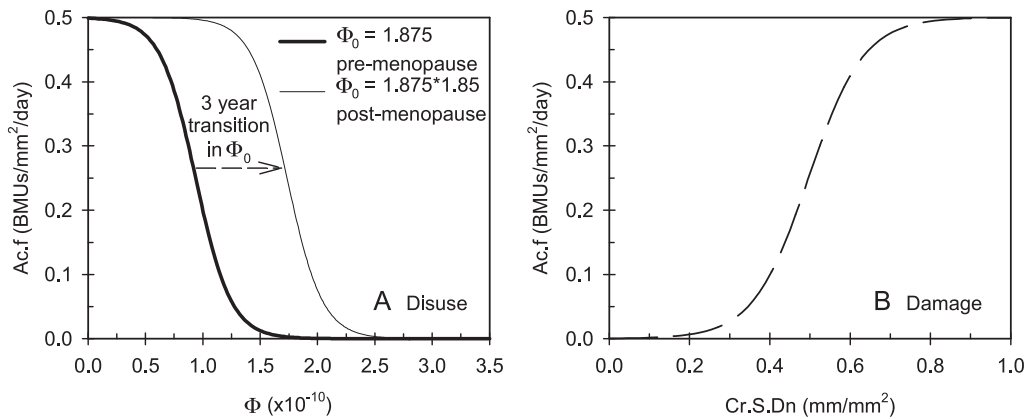 0.5
0.4
0.3
0.2
0.1
0.0
Ac.f (BMUs/mm²/day)
Φ₀ = 1.875
pre-menopause
Φ₀ = 1.875*1.85
post-menopause
3 year
transition
in Φ₀
A Disuse
0.0 0.5 1.0 1.5 2.0 2.5 3.0 3.5
Φ (x10⁻¹⁰)
0.5
0.4
0.3
0.2
0.1
0.0
Ac.f (BMUs/mm²/day)
B Damage
0.0 0.2 0.4 0.6 0.8 1.0
Cr.S.Dn (mm/mm²)